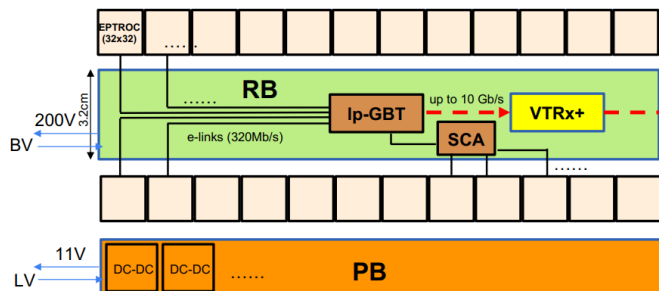 EPTROC
(32x32)
......
RB
......
up to 10 Gb/s
lp-GBT
VTRx+
200V
3.2cm
e-links (320Mb/s)
SCA
BV
......
11V
DC-DC
DC-DC
......
PB
LV